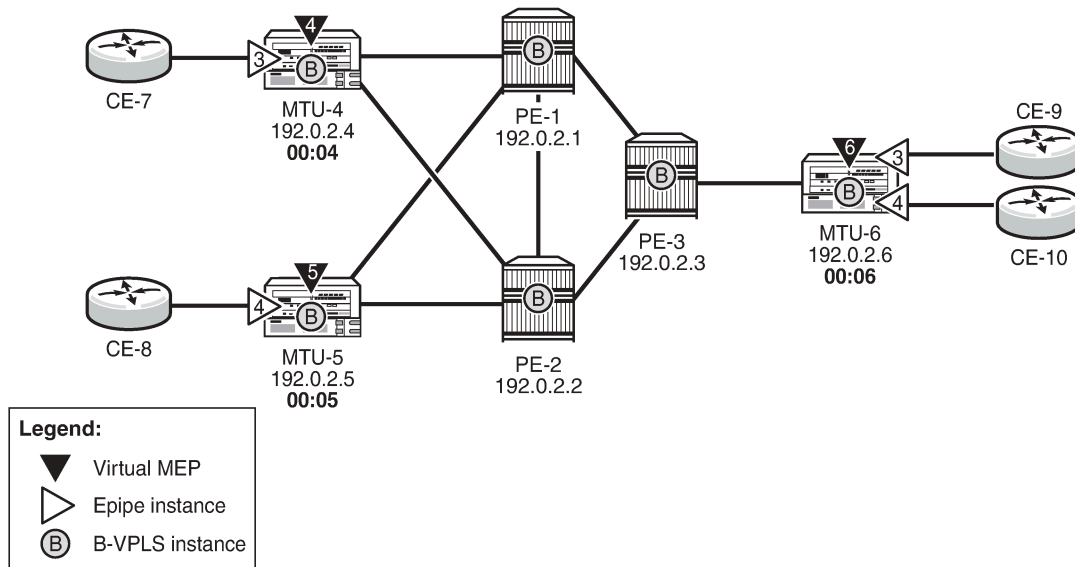 4
3
B
CE-7
MTU-4
192.0.2.4
00:04
B
PE-1
192.0.2.1
B
PE-3
192.0.2.3
6
B
3
4
MTU-6
192.0.2.6
00:06
CE-9
CE-10
5
4
B
CE-8
MTU-5
192.0.2.5
00:05
B
PE-2
192.0.2.2
Legend:
Virtual MEP
Epipe instance
B
B-VPLS instance